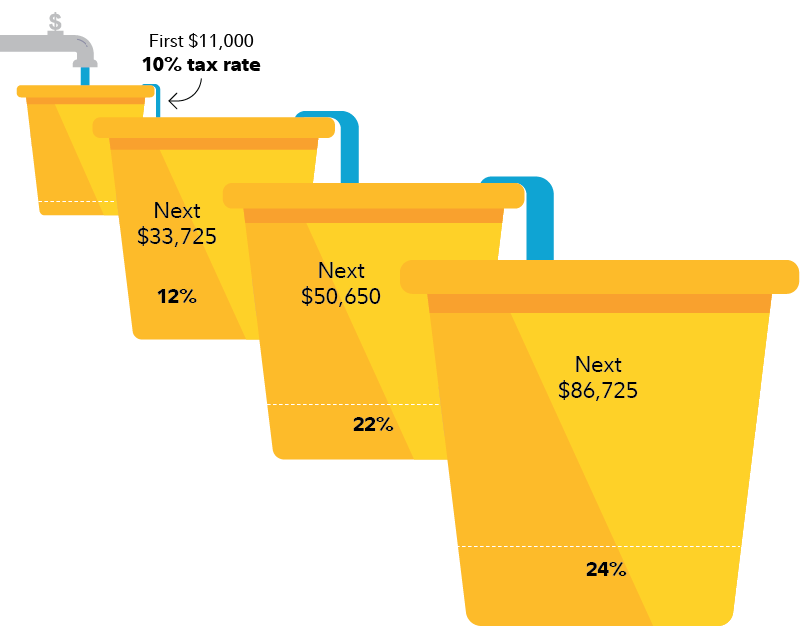 $
First $11,000
10% tax rate
Next
$33,725
12%
Next
$50,650
22%
Next
$86,725
24%